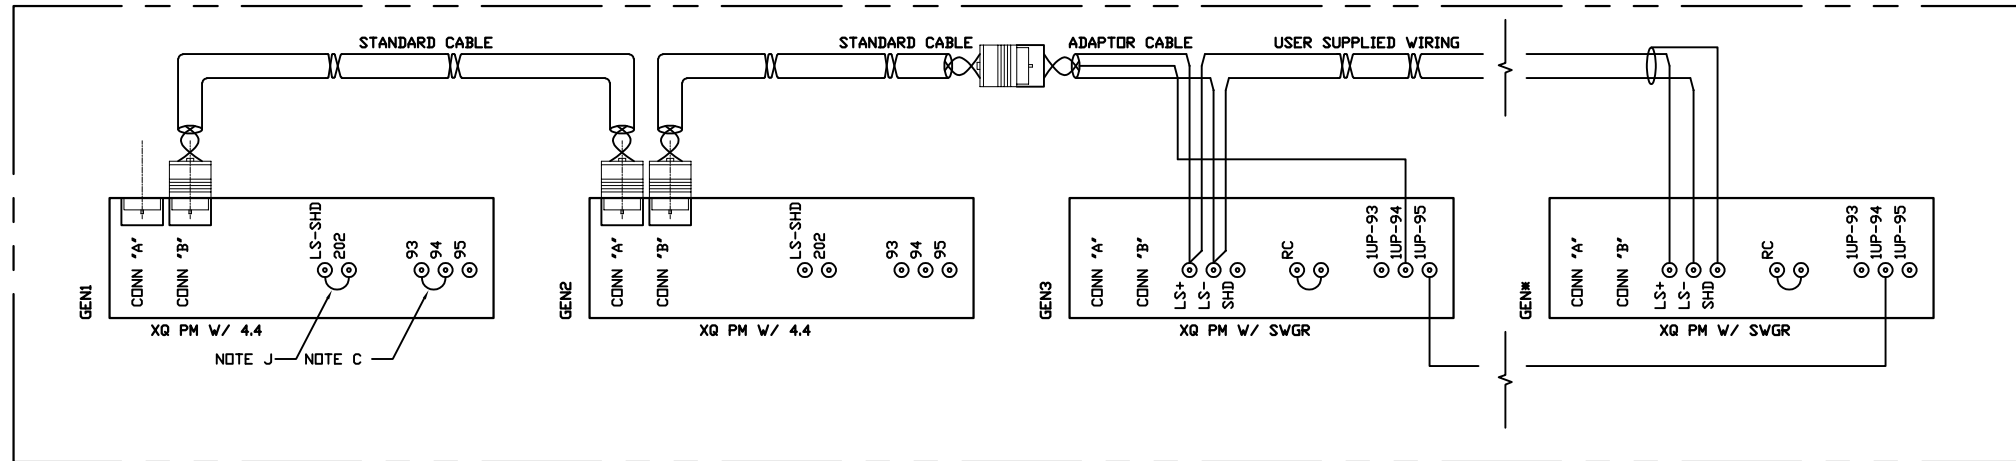 STANDARD CABLE
STANDARD CABLE
ADAPTOR CABLE
USER SUPPLIED WIRING
GEN1
CONN "A"
CONN "B"
LS-SHD
202
93
94
95
XQ PM W/ 4.4
NOTE J
NOTE C
GEN2
CONN "A"
CONN "B"
LS-SHD
202
93
94
95
XQ PM W/ 4.4
GEN3
CONN "A"
CONN "B"
LS+
LS-
SHD
RC
1UP-93
1UP-94
1UP-95
XQ PM W/ SWGR
GEN*
CONN "A"
CONN "B"
LS+
LS-
SHD
RC
1UP-93
1UP-94
1UP-95
XQ PM W/ SWGR